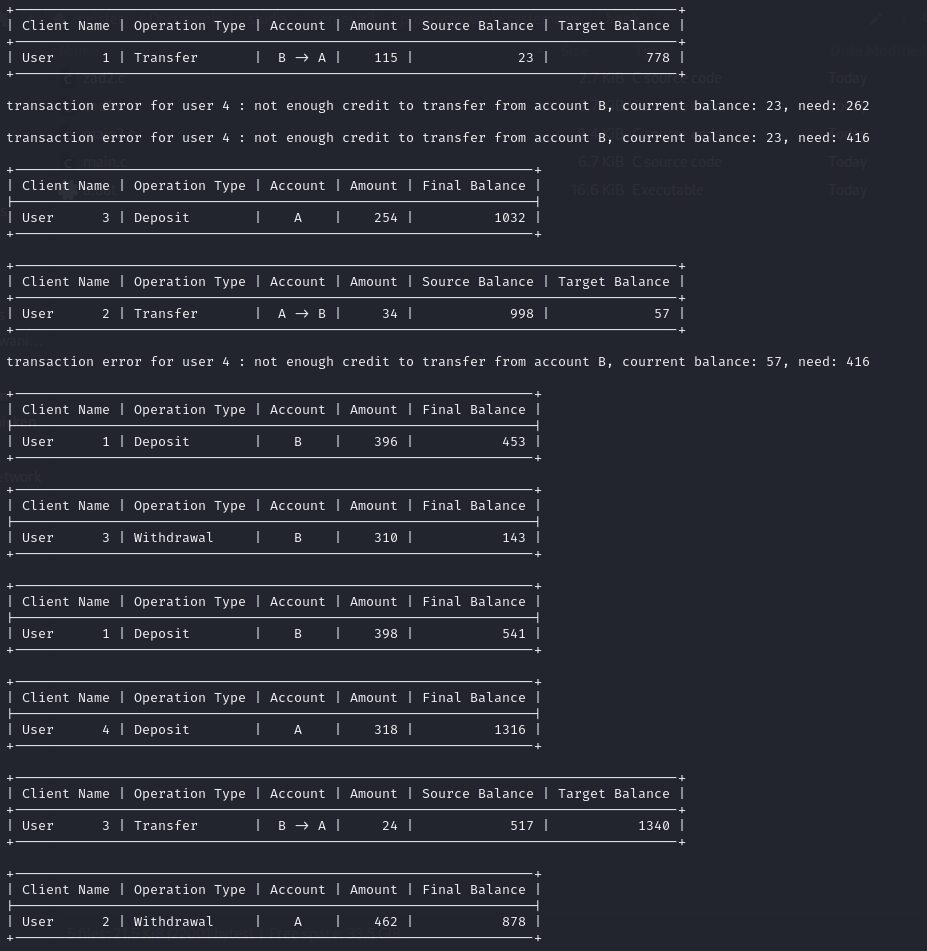 +------------------------------------------------------------------+
| Client Name | Operation Type | Account | Amount | Source Balance | Target Balance |
+------------------------------------------------------------------+
| User 1 | Transfer | B -> A | 115 | 23 | 778 |
+------------------------------------------------------------------+
transaction error for user 4 : not enough credit to transfer from account B, courrent balance: 23, need: 262
transaction error for user 4 : not enough credit to transfer from account B, courrent balance: 23, need: 416
+------------------------------------------------------------------+
| Client Name | Operation Type | Account | Amount | Final Balance |
|------------------------------------------------------------------|
| User 3 | Deposit | A | 254 | 1032 |
+------------------------------------------------------------------+
+------------------------------------------------------------------+
| Client Name | Operation Type | Account | Amount | Source Balance | Target Balance |
+------------------------------------------------------------------+
| User 2 | Transfer | A -> B | 34 | 998 | 57 |
+------------------------------------------------------------------+
transaction error for user 4 : not enough credit to transfer from account B, courrent balance: 57, need: 416
+------------------------------------------------------------------+
| Client Name | Operation Type | Account | Amount | Final Balance |
|------------------------------------------------------------------|
| User 1 | Deposit | B | 396 | 453 |
+------------------------------------------------------------------+
+------------------------------------------------------------------+
| Client Name | Operation Type | Account | Amount | Final Balance |
|------------------------------------------------------------------|
| User 3 | Withdrawal | B | 310 | 143 |
+------------------------------------------------------------------+
+------------------------------------------------------------------+
| Client Name | Operation Type | Account | Amount | Final Balance |
|------------------------------------------------------------------|
| User 1 | Deposit | B | 398 | 541 |
+------------------------------------------------------------------+
+------------------------------------------------------------------+
| Client Name | Operation Type | Account | Amount | Final Balance |
|------------------------------------------------------------------|
| User 4 | Deposit | A | 318 | 1316 |
+------------------------------------------------------------------+
+------------------------------------------------------------------+
| Client Name | Operation Type | Account | Amount | Source Balance | Target Balance |
+------------------------------------------------------------------+
| User 3 | Transfer | B -> A | 24 | 517 | 1340 |
+------------------------------------------------------------------+
+------------------------------------------------------------------+
| Client Name | Operation Type | Account | Amount | Final Balance |
|------------------------------------------------------------------|
| User 2 | Withdrawal | A | 462 | 878 |
+------------------------------------------------------------------+